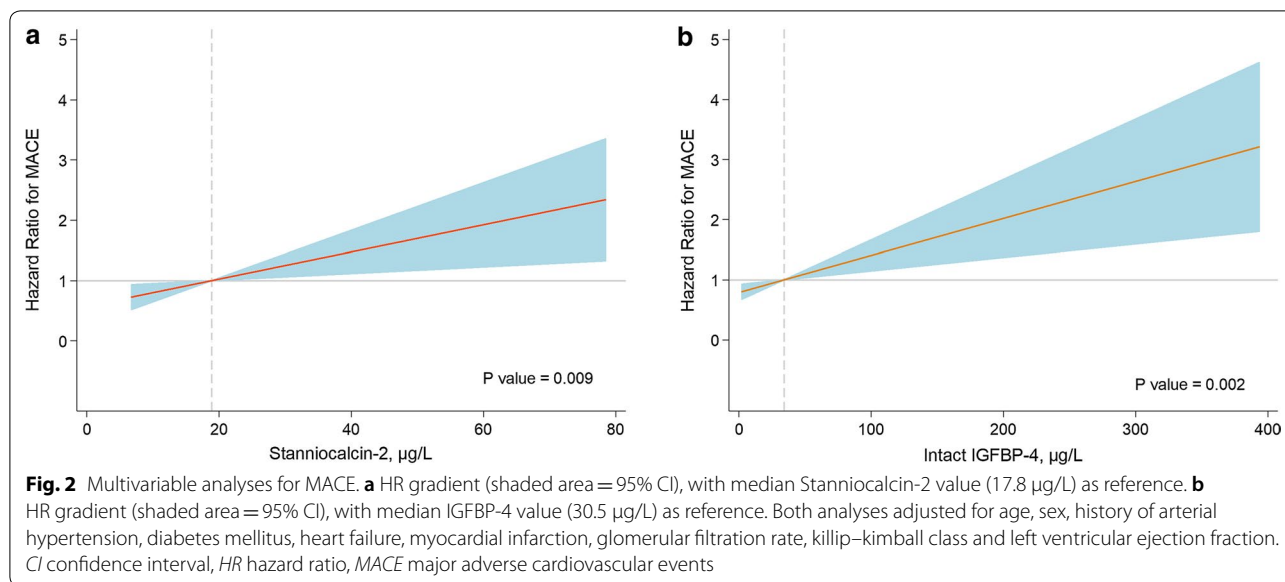 a
5
4
3
2
1
0
Hazard Ratio for MACE
P value = 0.009
0 20 40 60 80
Stanniocalcin-2, µg/L
b
5
4
3
2
1
0
Hazard Ratio for MACE
P value = 0.002
0 100 200 300 400
Intact IGFBP-4, µg/L
Fig. 2 Multivariable analyses for MACE. a HR gradient (shaded area = 95% CI), with median Stanniocalcin-2 value (17.8 µg/L) as reference. b
HR gradient (shaded area = 95% CI), with median IGFBP-4 value (30.5 µg/L) as reference. Both analyses adjusted for age, sex, history of arterial
hypertension, diabetes mellitus, heart failure, myocardial infarction, glomerular filtration rate, killip–kimball class and left ventricular ejection fraction.
CI confidence interval, HR hazard ratio, MACE major adverse cardiovascular events